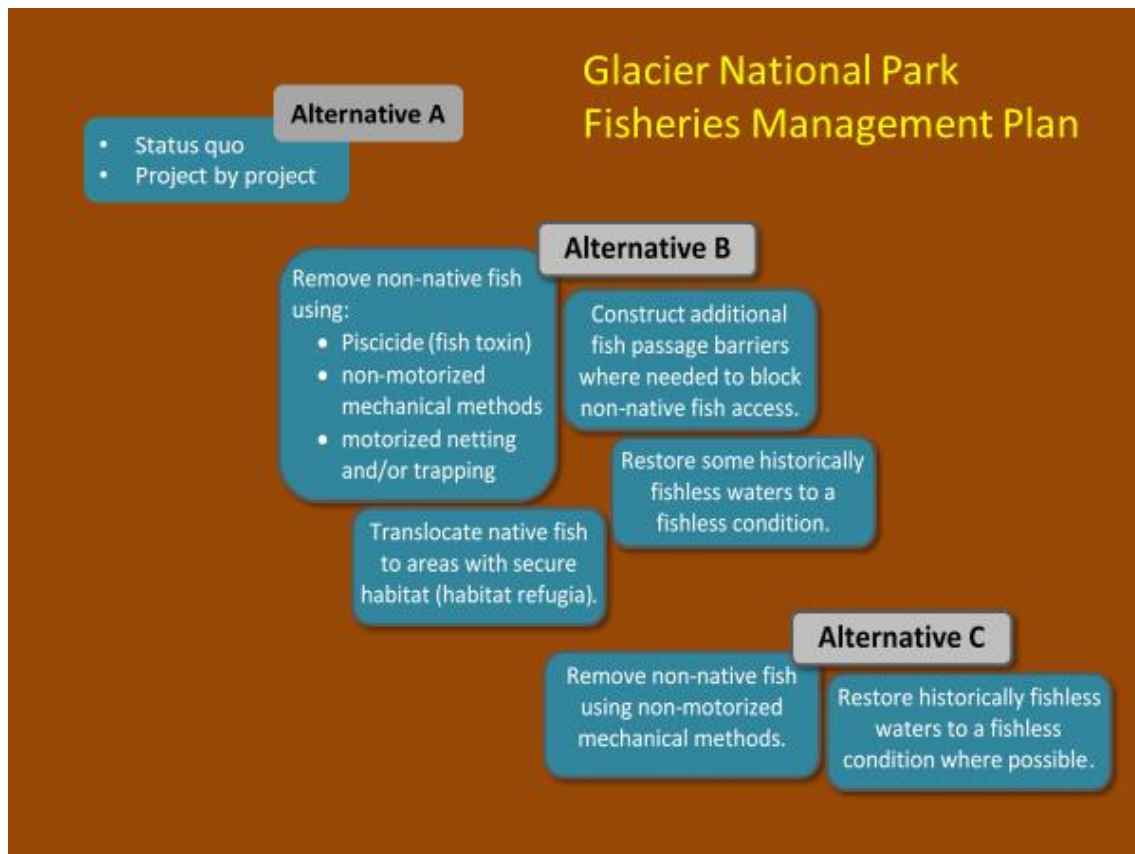 Glacier National Park
Fisheries Management Plan
Alternative A
• Status quo
• Project by project
Alternative B
Remove non-native fish
using:
• Piscicide (fish toxin)
• non-motorized
mechanical methods
• motorized netting
and/or trapping
Construct additional
fish passage barriers
where needed to block
non-native fish access.
Restore some historically
fishless waters to a
fishless condition.
Translocate native fish
to areas with secure
habitat (habitat refugia).
Alternative C
Remove non-native fish
using non-motorized
mechanical methods.
Restore historically fishless
waters to a fishless
condition where possible.